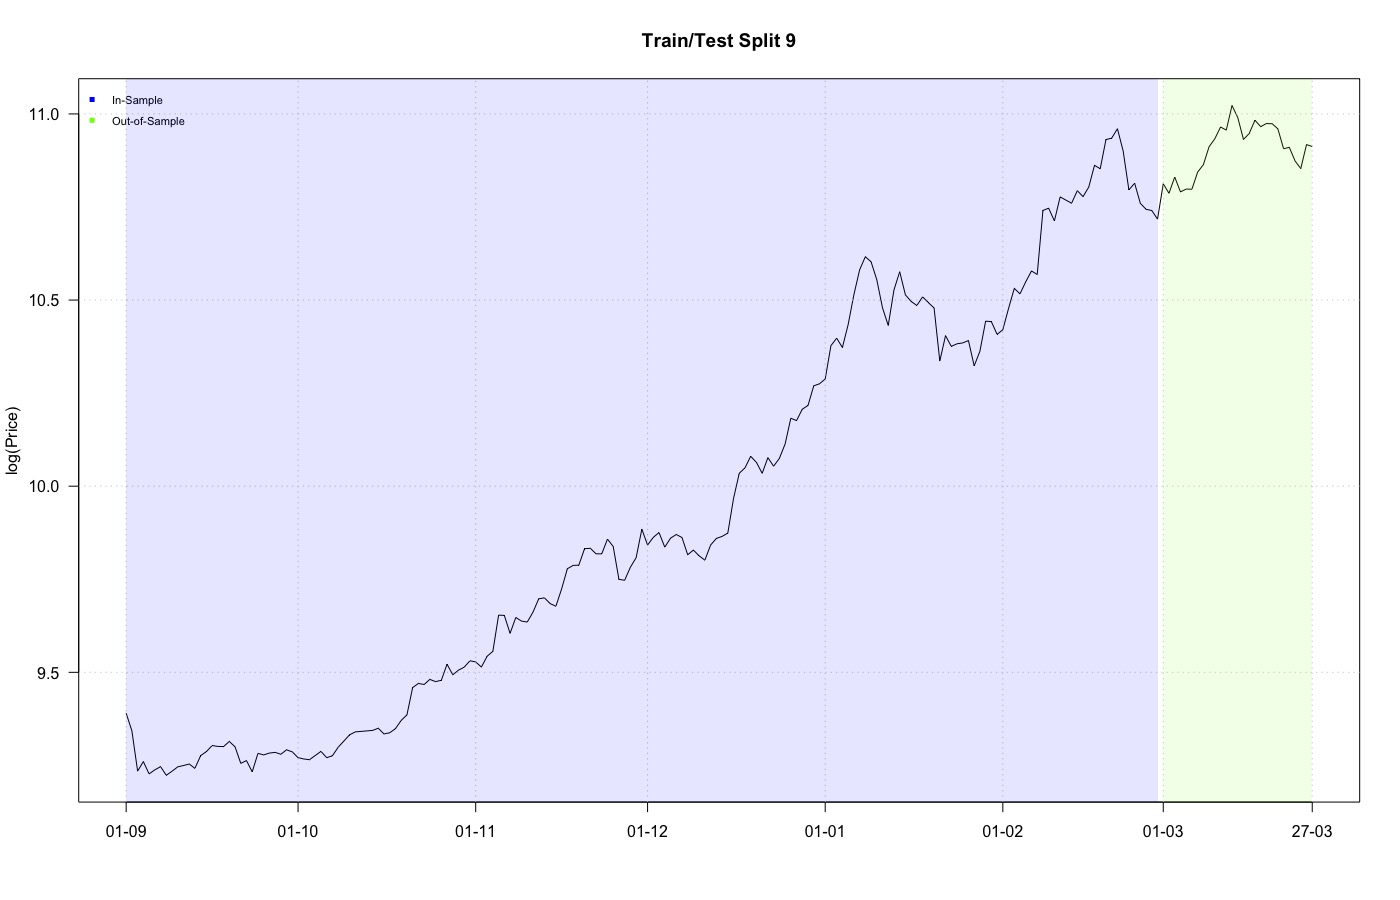 Train/Test Split 9
In-Sample
Out-of-Sample
log(Price)
11.0
10.5
10.0
9.5
01-09 01-10 01-11 01-12 01-01 01-02 01-03 27-03